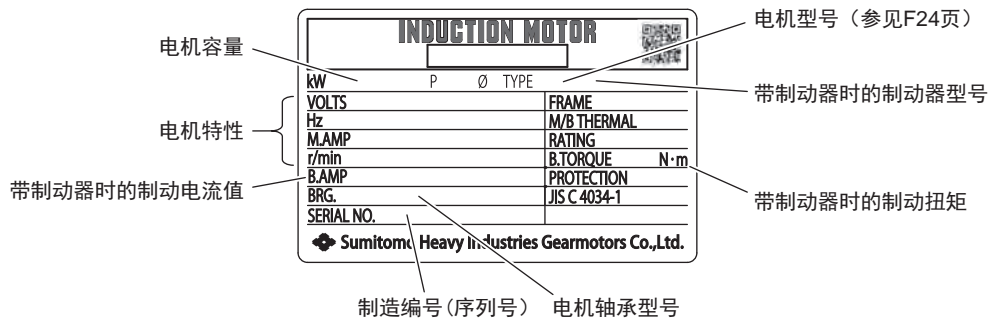 INDUCTION MOTOR
电机型号（参见F24页）
电机容量
kW P Ø TYPE
带制动器时的制动器型号
VOLTS FRAME
Hz M/B THERMAL
电机特性
M.AMP RATING
r/min B.TORQUE N·m
带制动器时的制动电流值
B.AMP PROTECTION
带制动器时的制动扭矩
BRG. JIS C 4034-1
SERIAL NO.
Sumitomo Heavy Industries Gearmotors Co.,Ltd.
制造编号(序列号） 电机轴承型号